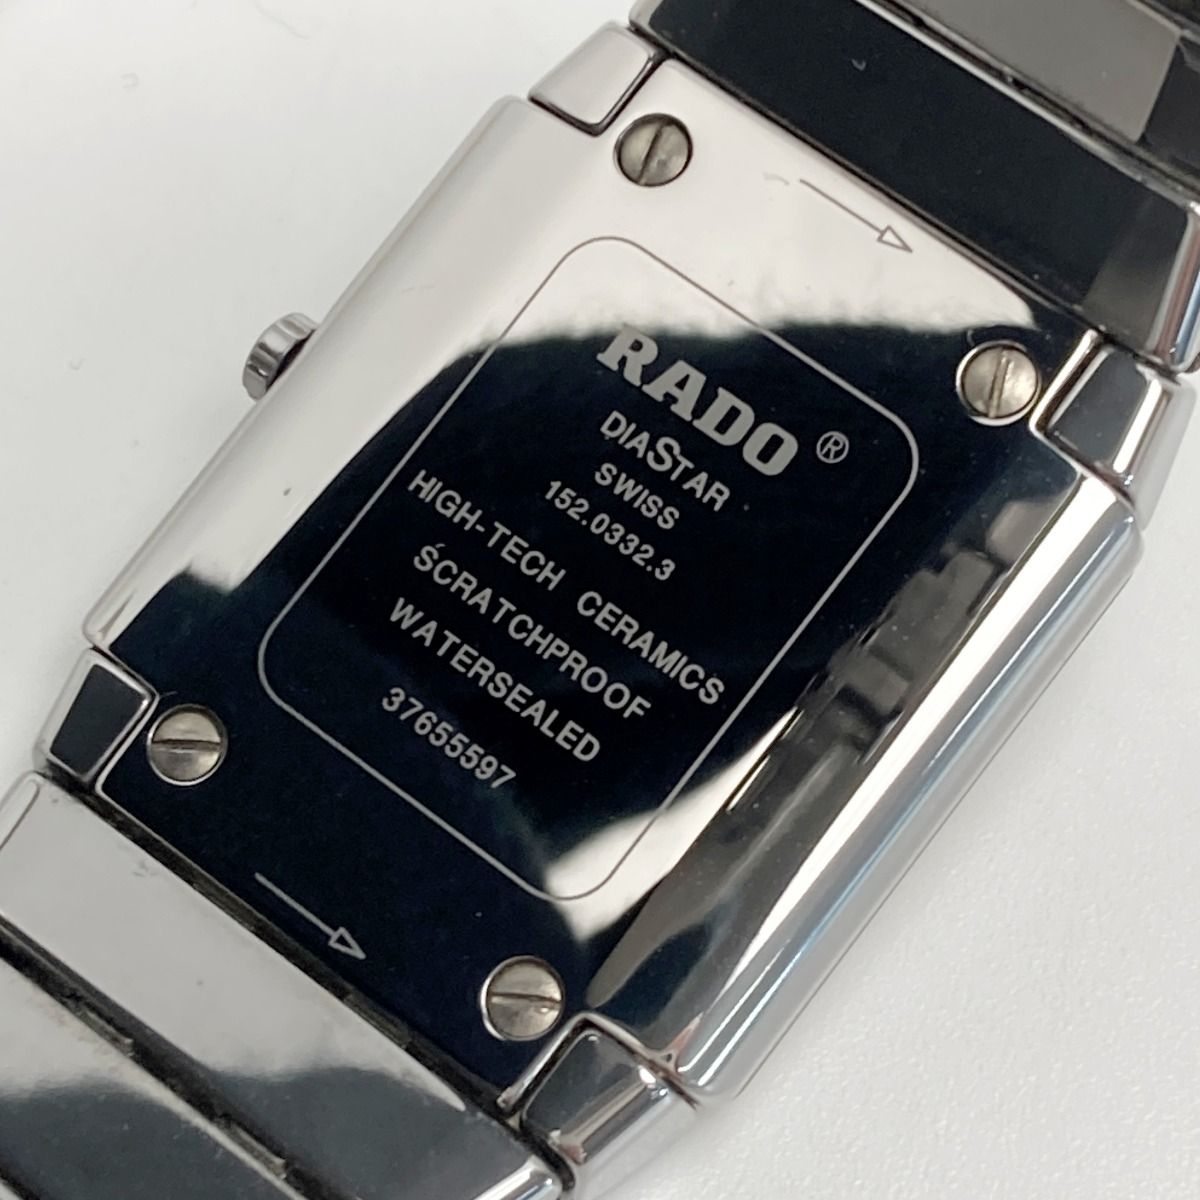 RADO®
DIASTAR
SWISS
152.0332.3
HIGH-TECH CERAMICS
SCRATCHPROOF
WATERSEALED
37655597